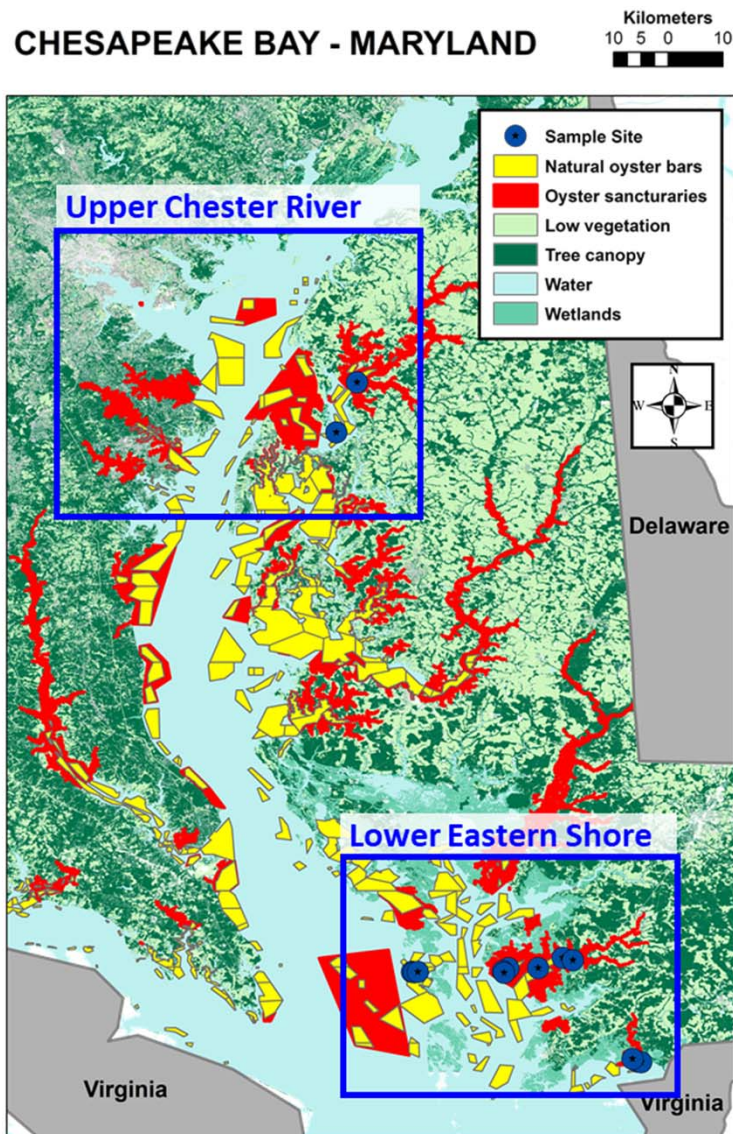 CHESAPEAKE BAY - MARYLAND
Kilometers
10 5 0 10
Sample Site
Natural oyster bars
Oyster sancturaries
Low vegetation
Tree canopy
Water
Wetlands
Upper Chester River
N
W E
S
Delaware
Lower Eastern Shore
Virginia
Virginia